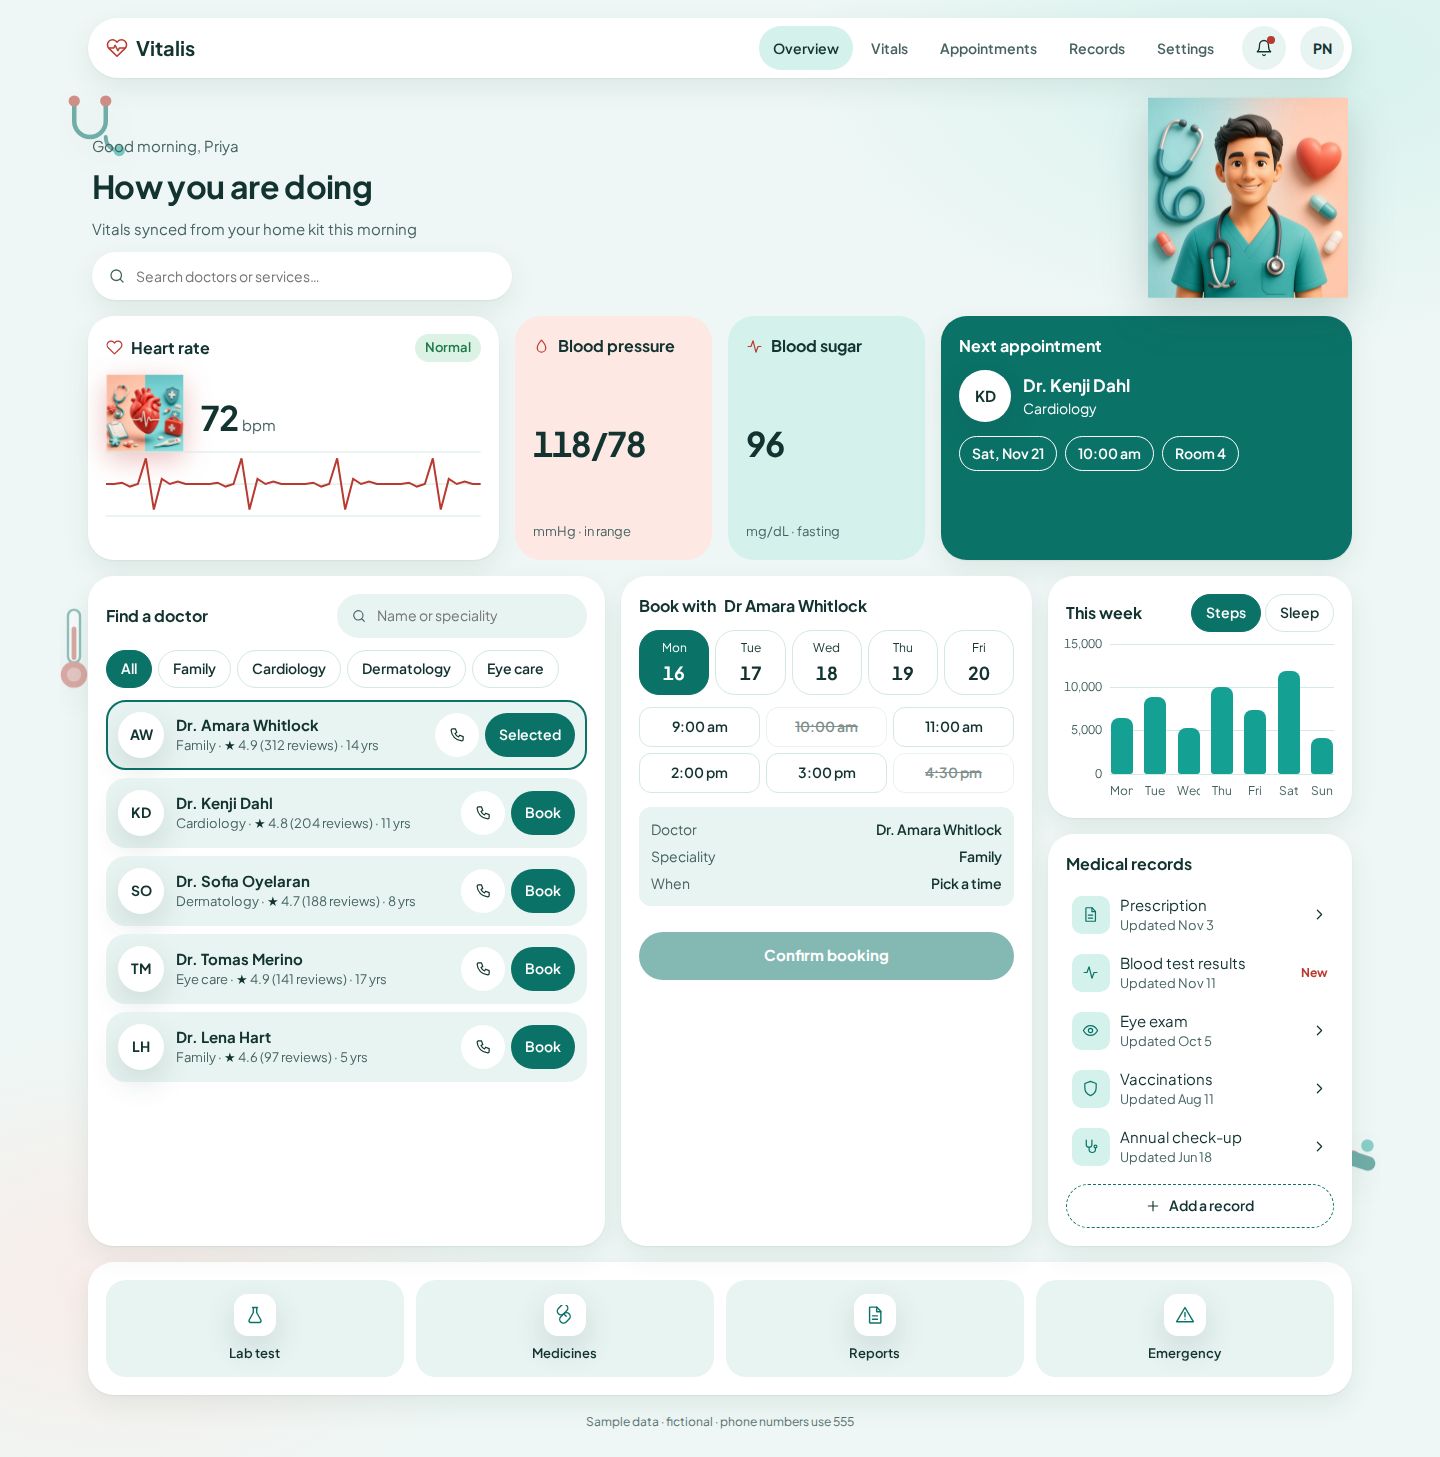 Vitalis
Overview
Vitals
Appointments
Records
Settings
PN
Good morning, Priya
How you are doing
Vitals synced from your home kit this morning
Search doctors or services...
Heart rate
Normal
72 bpm
Blood pressure
118/78
mmHg · in range
Blood sugar
96
mg/dL · fasting
Next appointment
KD
Dr. Kenji Dahl
Cardiology
Sat, Nov 21
10:00 am
Room 4
Find a doctor
Name or speciality
All
Family
Cardiology
Dermatology
Eye care
AW
Dr. Amara Whitlock
Family · ★ 4.9 (312 reviews) · 14 yrs
Selected
KD
Dr. Kenji Dahl
Cardiology · ★ 4.8 (204 reviews) · 11 yrs
Book
SO
Dr. Sofia Oyelaran
Dermatology · ★ 4.7 (188 reviews) · 8 yrs
Book
TM
Dr. Tomas Merino
Eye care · ★ 4.9 (141 reviews) · 17 yrs
Book
LH
Dr. Lena Hart
Family · ★ 4.6 (97 reviews) · 5 yrs
Book
Book with Dr Amara Whitlock
Mon
16
Tue
17
Wed
18
Thu
19
Fri
20
9:00 am
10:00 am
11:00 am
2:00 pm
3:00 pm
4:30 pm
Doctor
Dr. Amara Whitlock
Speciality
Family
When
Pick a time
Confirm booking
This week
Steps
Sleep
15,000
10,000
5,000
0
Mon
Tue
Wed
Thu
Fri
Sat
Sun
Medical records
Prescription
Updated Nov 3
Blood test results
Updated Nov 11
New
Eye exam
Updated Oct 5
Vaccinations
Updated Aug 11
Annual check-up
Updated Jun 18
Add a record
Lab test
Medicines
Reports
Emergency
Sample data · fictional · phone numbers use 555